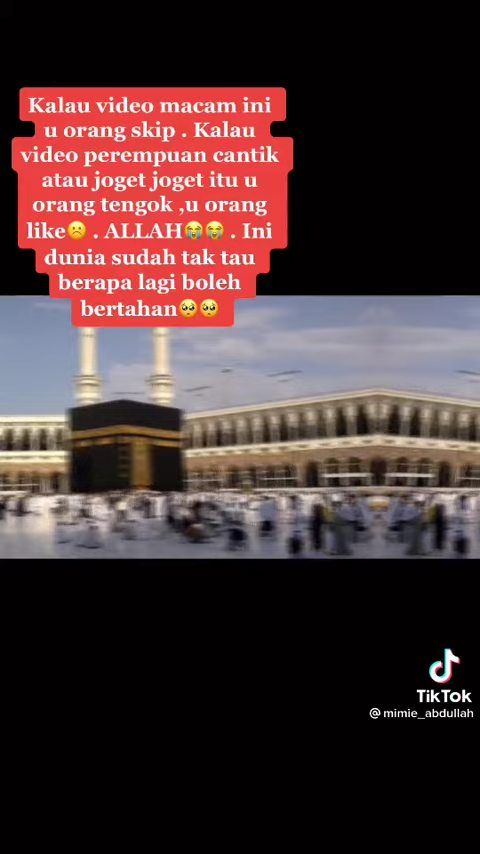 Kalau video macam ini
u orang skip . Kalau
video perempuan cantik
atau joget joget itu u
orang tengok ,u orang
like☹️ . ALLAH😭😭 . Ini
dunia sudah tak tau
berapa lagi boleh
bertahan🥺🥺
TikTok
@mimie_abdullah